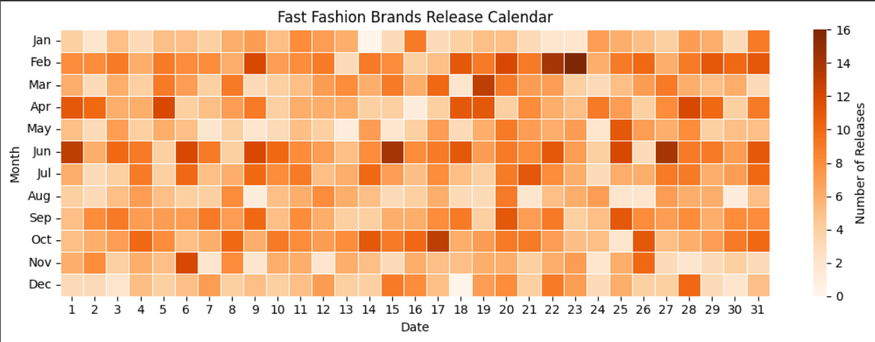 Fast Fashion Brands Release Calendar
Jan
Feb
Mar
Apr
May
Jun
Jul
Aug
Sep
Oct
Nov
Dec
Month
1 2 3 4 5 6 7 8 9 10 11 12 13 14 15 16 17 18 19 20 21 22 23 24 25 26 27 28 29 30 31
Date
16
14
12
10
8
6
4
2
0
Number of Releases